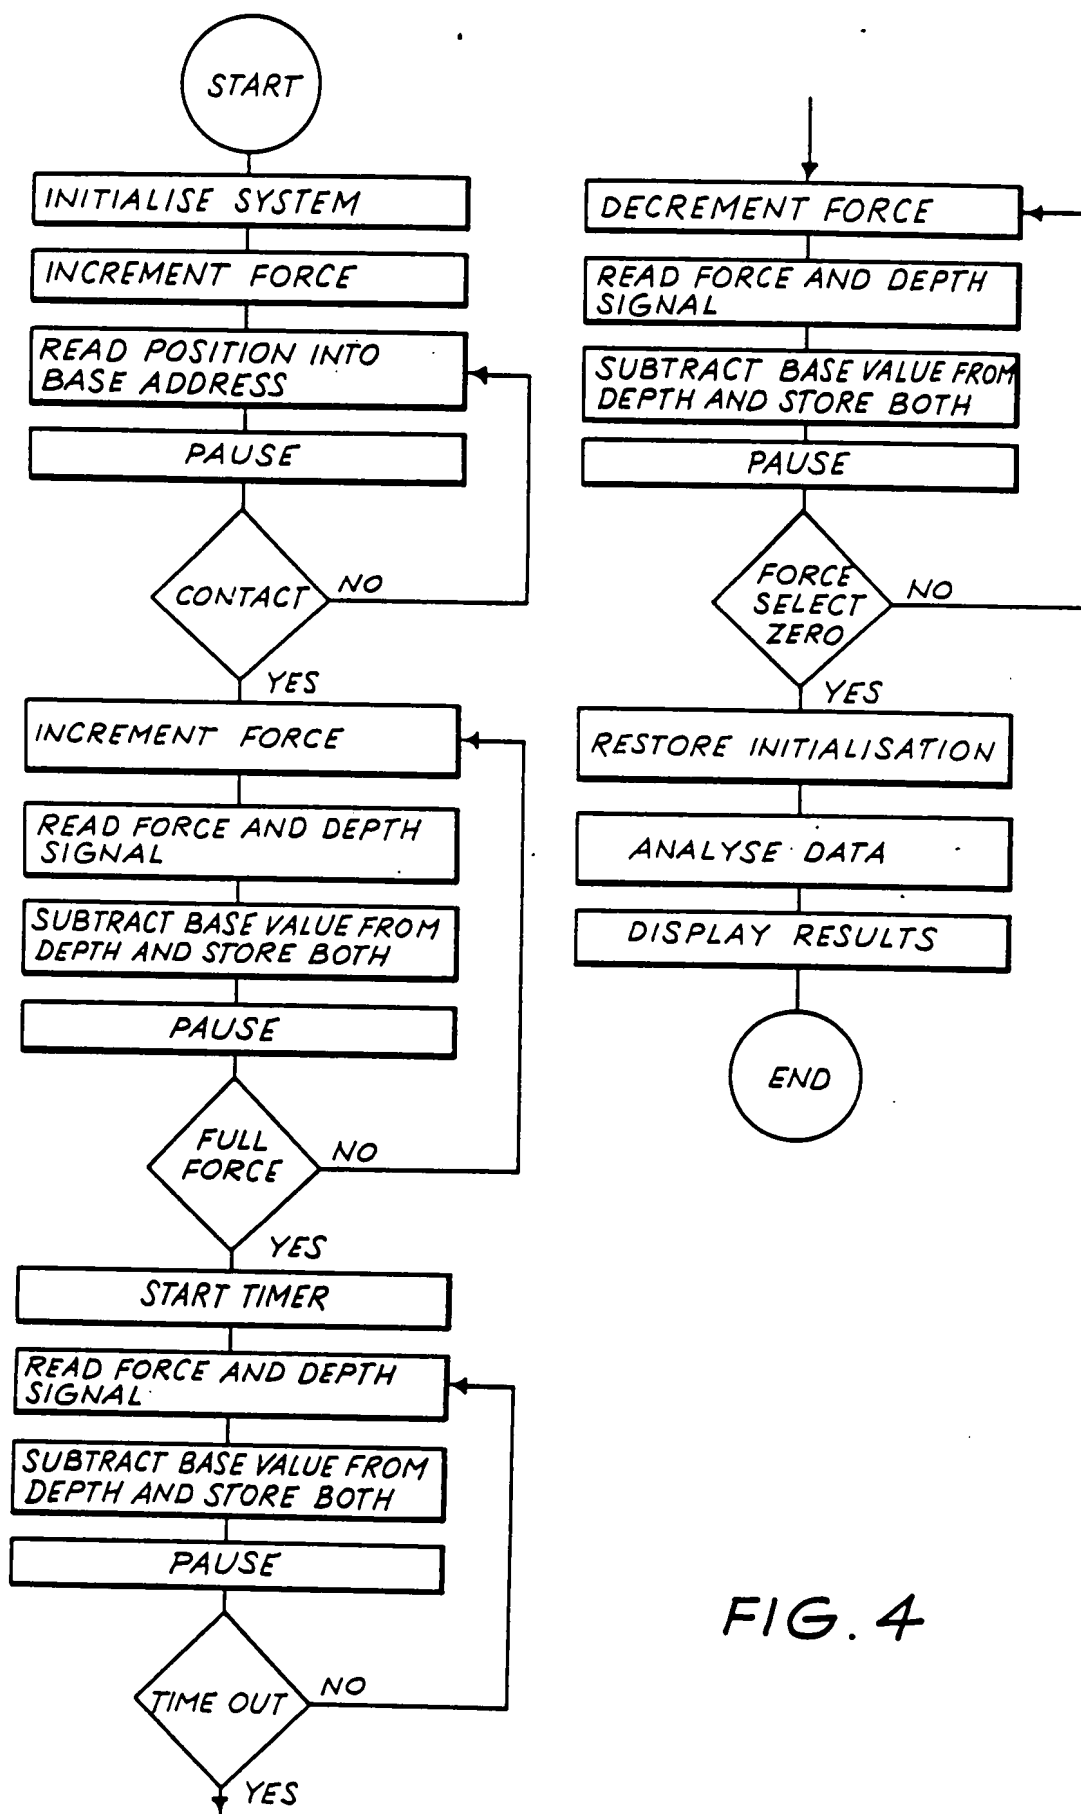 START
INITIALISE SYSTEM
INCREMENT FORCE
READ POSITION INTO
BASE ADDRESS
PAUSE
CONTACT
NO
YES
INCREMENT FORCE
READ FORCE AND DEPTH
SIGNAL
SUBTRACT BASE VALUE FROM
DEPTH AND STORE BOTH
PAUSE
FULL
FORCE
NO
YES
START TIMER
READ FORCE AND DEPTH
SIGNAL
SUBTRACT BASE VALUE FROM
DEPTH AND STORE BOTH
PAUSE
TIME OUT
NO
YES
DECREMENT FORCE
READ FORCE AND DEPTH
SIGNAL
SUBTRACT BASE VALUE FROM
DEPTH AND STORE BOTH
PAUSE
FORCE
SELECT
ZERO
NO
YES
RESTORE INITIALISATION
ANALYSE DATA
DISPLAY RESULTS
END
FIG. 4